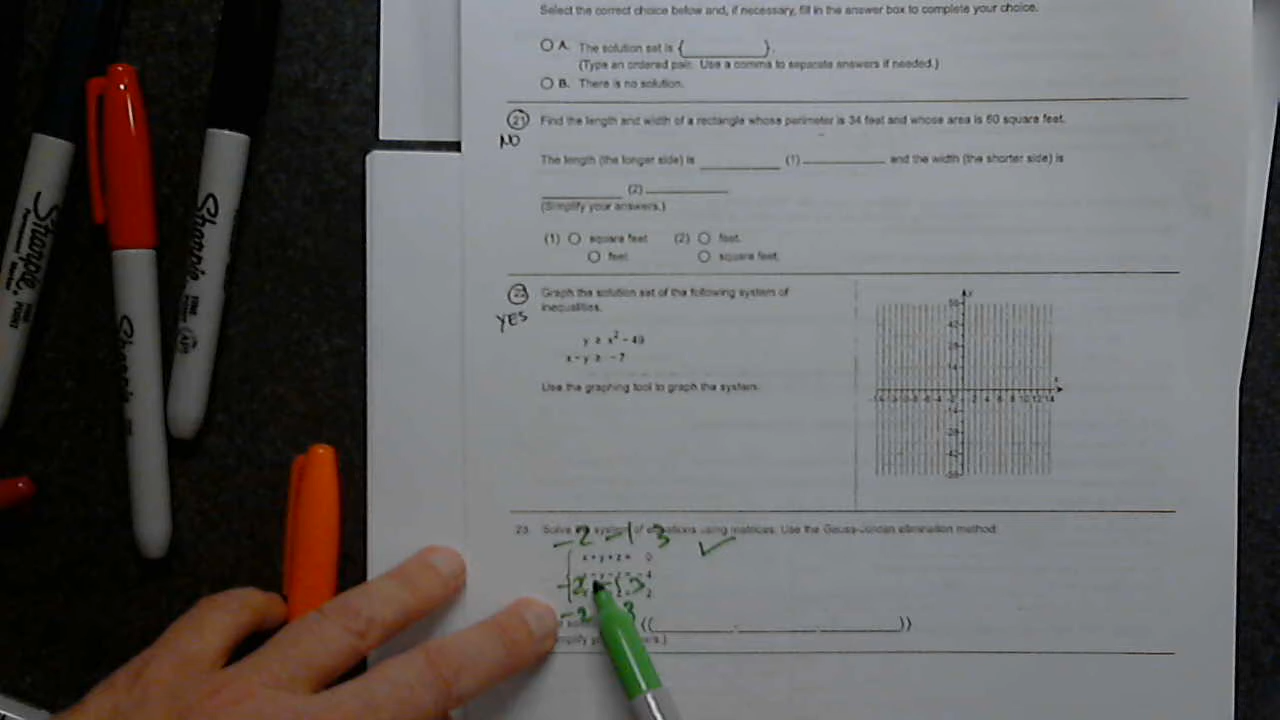 Select the correct choice below and, if necessary, fill in the answer box to complete your choice.
A. The solution set is { }.
(Type an ordered pair. Use a comma to separate answers if needed.)
B. There is no solution.
21 Find the length and width of a rectangle whose perimeter is 34 feet and whose area is 60 square feet.
NO
The length (the longer side) is (1) and the width (the shorter side) is
(2)
(Simplify your answers.)
(1) square feet (2) feet.
feet square feet.
22 Graph the solution set of the following system of
inequalities.
YES
y ≥ x² - 49
x - y ≥ -7
Use the graphing tool to graph the system.
y
x
23. Solve system of equations using matrices. Use the Gauss-Jordan elimination method.
-2 -1 3
x + y + z = 0
Sharpie
Sharpie
Sharpie